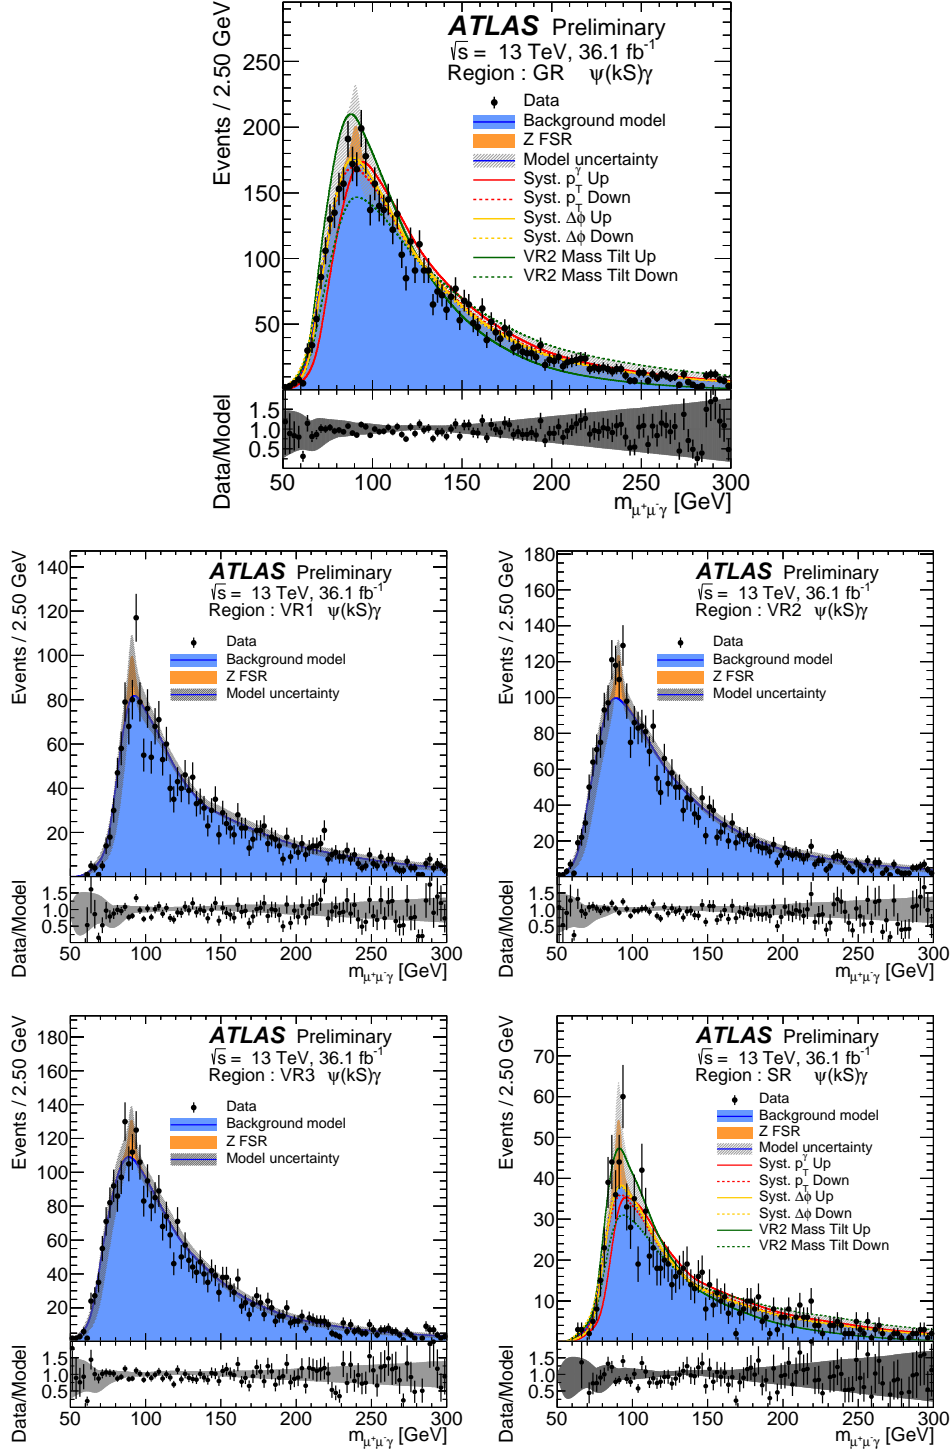 ATLAS Preliminary
√s = 13 TeV, 36.1 fb⁻¹
Region : GR ψ(kS)γ
Data
Background model
Z FSR
Model uncertainty
Syst. p_T^γ Up
Syst. p_T Down
Syst. Δϕ Up
Syst. Δϕ Down
VR2 Mass Tilt Up
VR2 Mass Tilt Down
Events / 2.50 GeV
250
200
150
100
50
Data/Model
1.5
1.0
0.5
50 100 150 200 250 300
m_μ⁺μ⁻γ [GeV]
ATLAS Preliminary
√s = 13 TeV, 36.1 fb⁻¹
Region : VR1 ψ(kS)γ
Data
Background model
Z FSR
Model uncertainty
Events / 2.50 GeV
140
120
100
80
60
40
20
Data/Model
1.5
1.0
0.5
50 100 150 200 250 300
m_μ⁺μ⁻γ [GeV]
ATLAS Preliminary
√s = 13 TeV, 36.1 fb⁻¹
Region : VR2 ψ(kS)γ
Data
Background model
Z FSR
Model uncertainty
Events / 2.50 GeV
180
160
140
120
100
80
60
40
20
Data/Model
1.5
1.0
0.5
50 100 150 200 250 300
m_μ⁺μ⁻γ [GeV]
ATLAS Preliminary
√s = 13 TeV, 36.1 fb⁻¹
Region : VR3 ψ(kS)γ
Data
Background model
Z FSR
Model uncertainty
Events / 2.50 GeV
180
160
140
120
100
80
60
40
20
Data/Model
1.5
1.0
0.5
50 100 150 200 250 300
m_μ⁺μ⁻γ [GeV]
ATLAS Preliminary
√s = 13 TeV, 36.1 fb⁻¹
Region : SR ψ(kS)γ
Data
Background model
Z FSR
Model uncertainty
Syst. p_T^γ Up
Syst. p_T Down
Syst. Δϕ Up
Syst. Δϕ Down
VR2 Mass Tilt Up
VR2 Mass Tilt Down
Events / 2.50 GeV
70
60
50
40
30
20
10
Data/Model
1.5
1.0
0.5
50 100 150 200 250 300
m_μ⁺μ⁻γ [GeV]